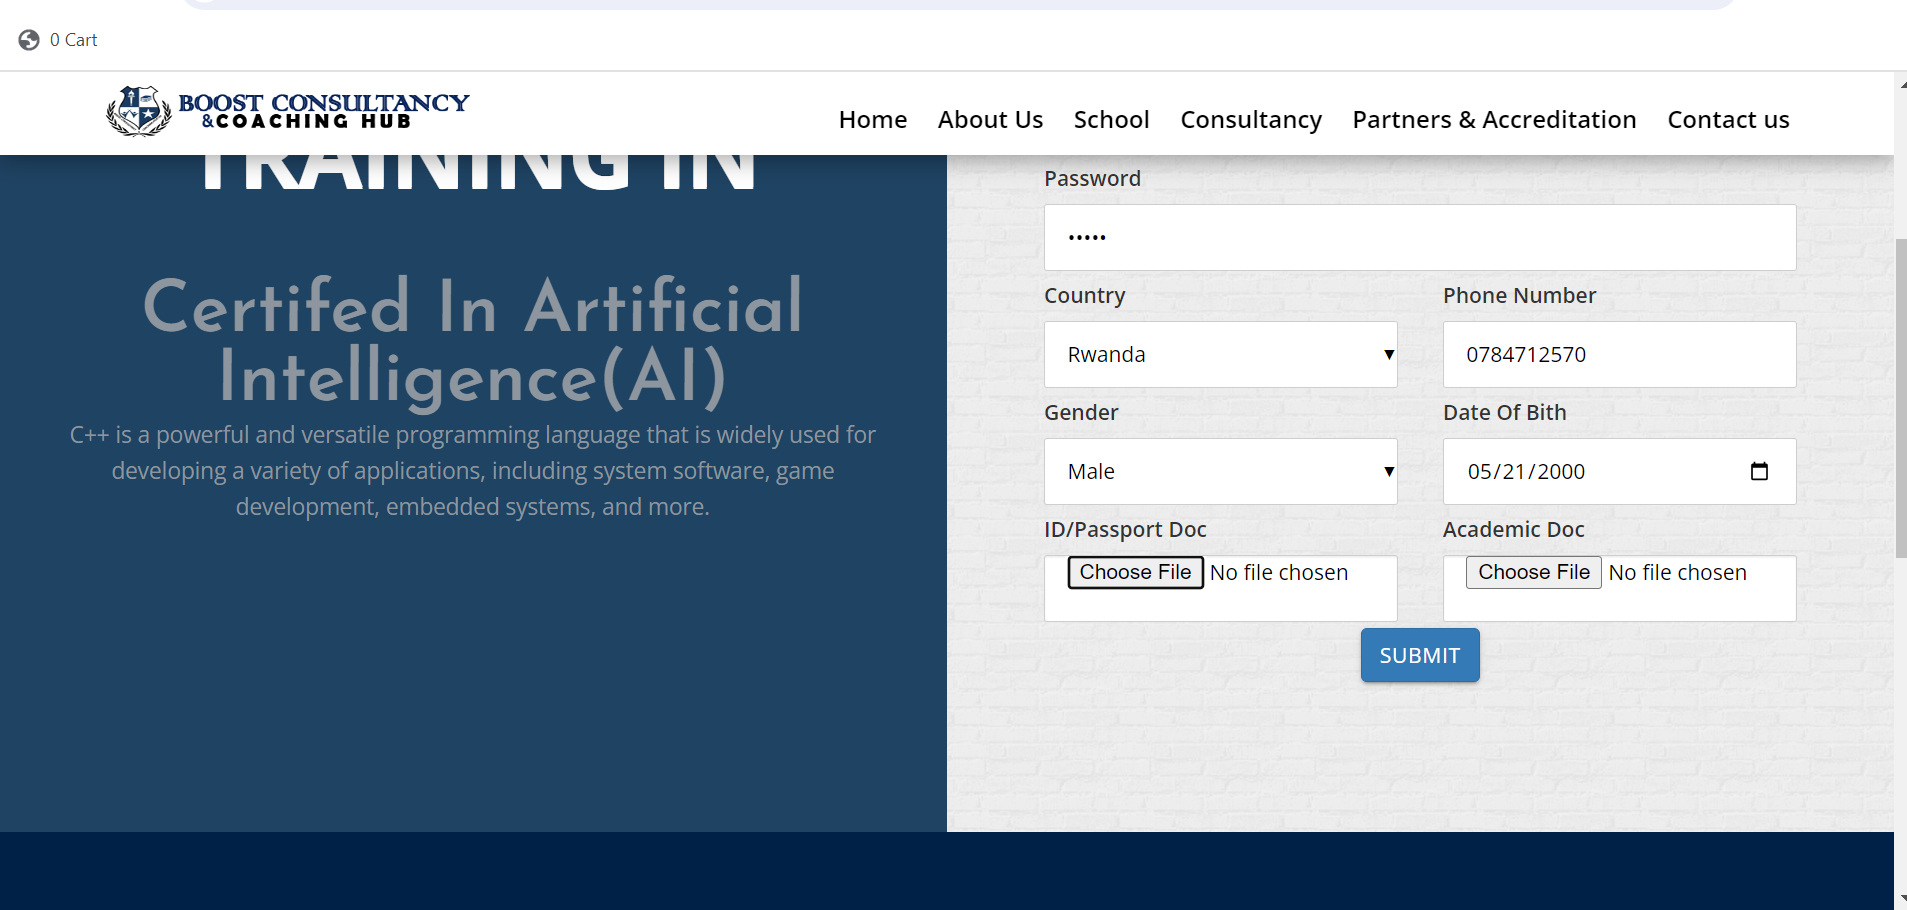 0 Cart
BOOST CONSULTANCY
&COACHING HUB
Home About Us School Consultancy Partners & Accreditation Contact us
TRAINING IN
Certifed In Artificial
Intelligence(AI)
C++ is a powerful and versatile programming language that is widely used for
developing a variety of applications, including system software, game
development, embedded systems, and more.
Password
•••••
Country
Rwanda
Phone Number
0784712570
Gender
Male
Date Of Bith
05/21/2000
ID/Passport Doc
Choose File No file chosen
Academic Doc
Choose File No file chosen
SUBMIT